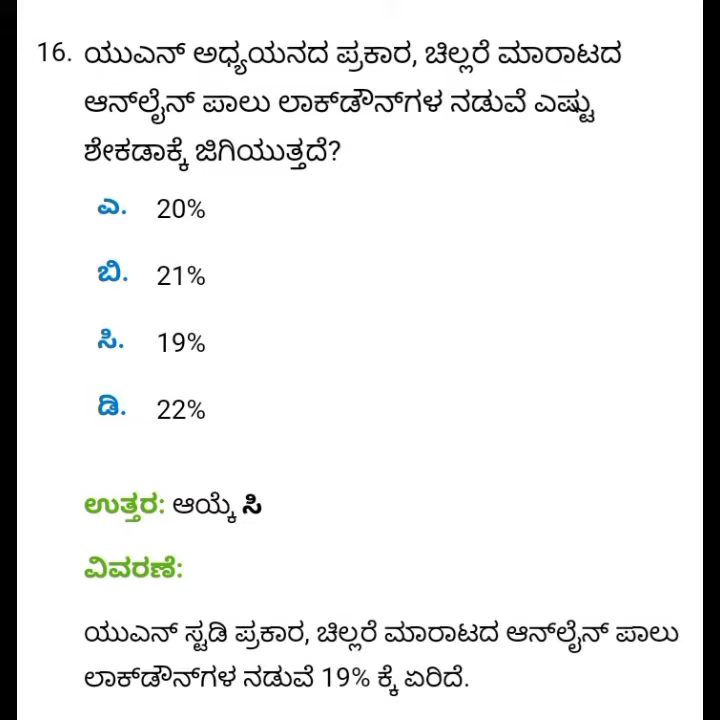 16. ಯುಎನ್ ಅಧ್ಯಯನದ ಪ್ರಕಾರ, ಚಿಲ್ಲರೆ ಮಾರಾಟದ
ಆನ್‌ಲೈನ್ ಪಾಲು ಲಾಕ್‌ಡೌನ್‌ಗಳ ನಡುವೆ ಎಷ್ಟು
ಶೇಕಡಾಕ್ಕೆ ಜಿಗಿಯುತ್ತದೆ?
ಎ. 20%
ಬಿ. 21%
ಸಿ. 19%
ಡಿ. 22%
ಉತ್ತರ: ಆಯ್ಕೆ ಸಿ
ವಿವರಣೆ:
ಯುಎನ್ ಸ್ಟಡಿ ಪ್ರಕಾರ, ಚಿಲ್ಲರೆ ಮಾರಾಟದ ಆನ್‌ಲೈನ್ ಪಾಲು
ಲಾಕ್‌ಡೌನ್‌ಗಳ ನಡುವೆ 19% ಕ್ಕೆ ಏರಿದೆ.